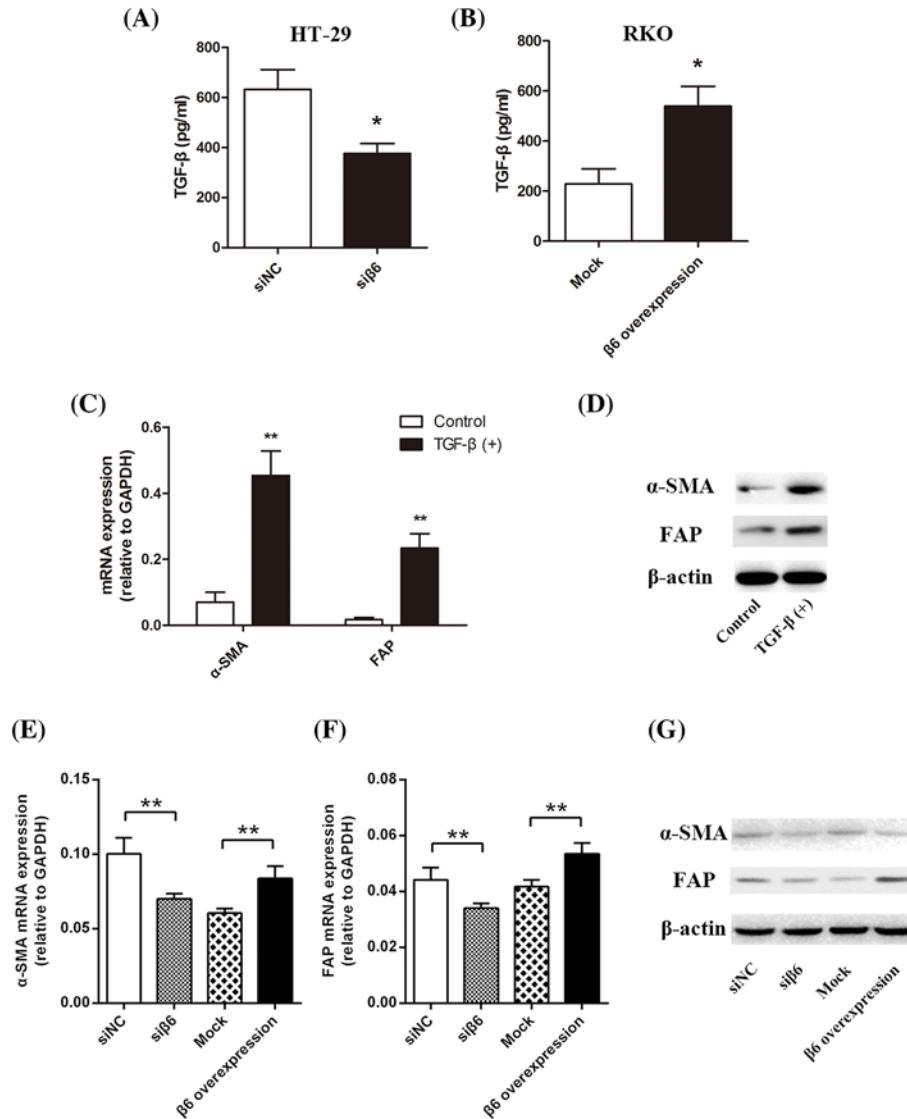 (A)
HT-29
TGF-β (pg/ml)
800
600
400
200
0
*
siNC
siβ6
(B)
RKO
TGF-β (pg/ml)
800
600
400
200
0
*
Mock
β6 overexpression
(C)
mRNA expression
(relative to GAPDH)
0.6
0.4
0.2
0.0
**
**
Control
TGF-β (+)
α-SMA
FAP
(D)
α-SMA
FAP
β-actin
Control
TGF-β (+)
(E)
α-SMA mRNA expression
(relative to GAPDH)
0.15
0.10
0.05
0.00
**
**
siNC
siβ6
Mock
β6 overexpression
(F)
FAP mRNA expression
(relative to GAPDH)
0.08
0.06
0.04
0.02
0.00
**
**
siNC
siβ6
Mock
β6 overexpression
(G)
α-SMA
FAP
β-actin
siNC
siβ6
Mock
β6 overexpression